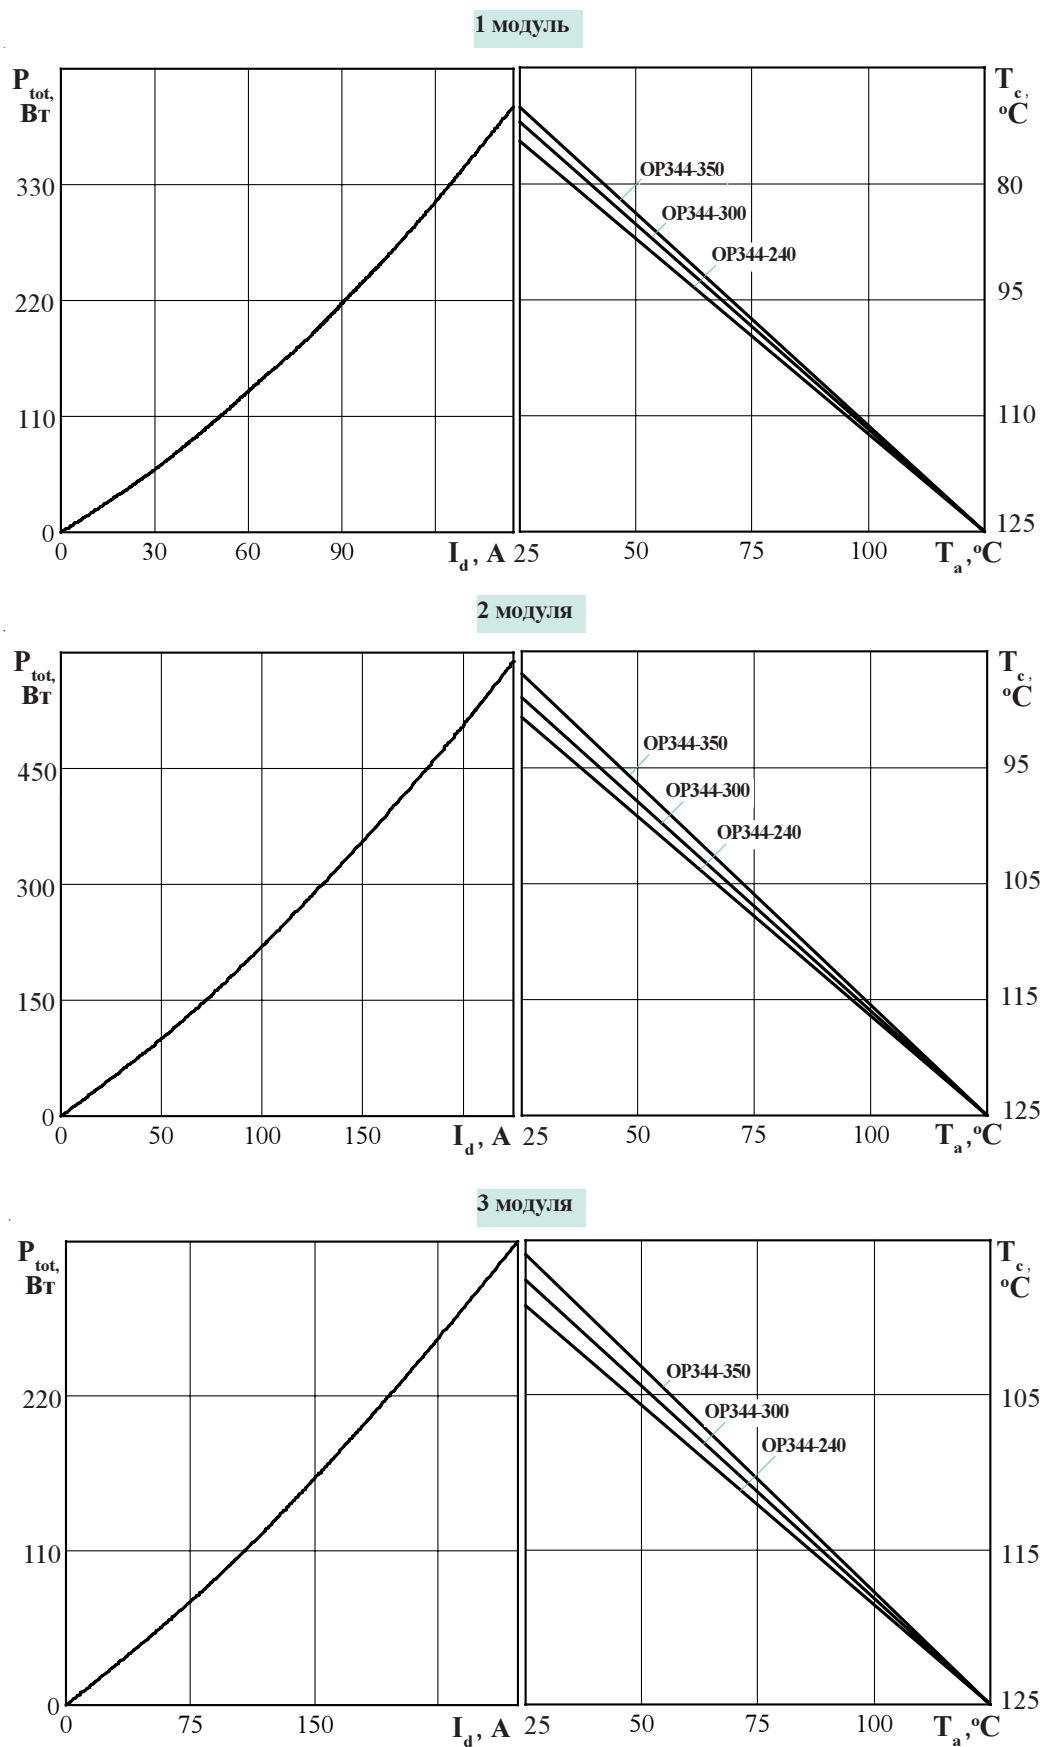 1 модуль
P tot, Вт
T c, °C
330
220
110
0
OP344-350
OP344-300
OP344-240
80
95
110
125
0 30 60 90 I d, A 25 50 75 100 T a, °C
2 модуля
P tot, Вт
T c, °C
450
300
150
0
OP344-350
OP344-300
OP344-240
95
105
115
125
0 50 100 150 I d, A 25 50 75 100 T a, °C
3 модуля
P tot, Вт
T c, °C
220
110
0
OP344-350
OP344-300
OP344-240
105
115
125
0 75 150 I d, A 25 50 75 100 T a, °C